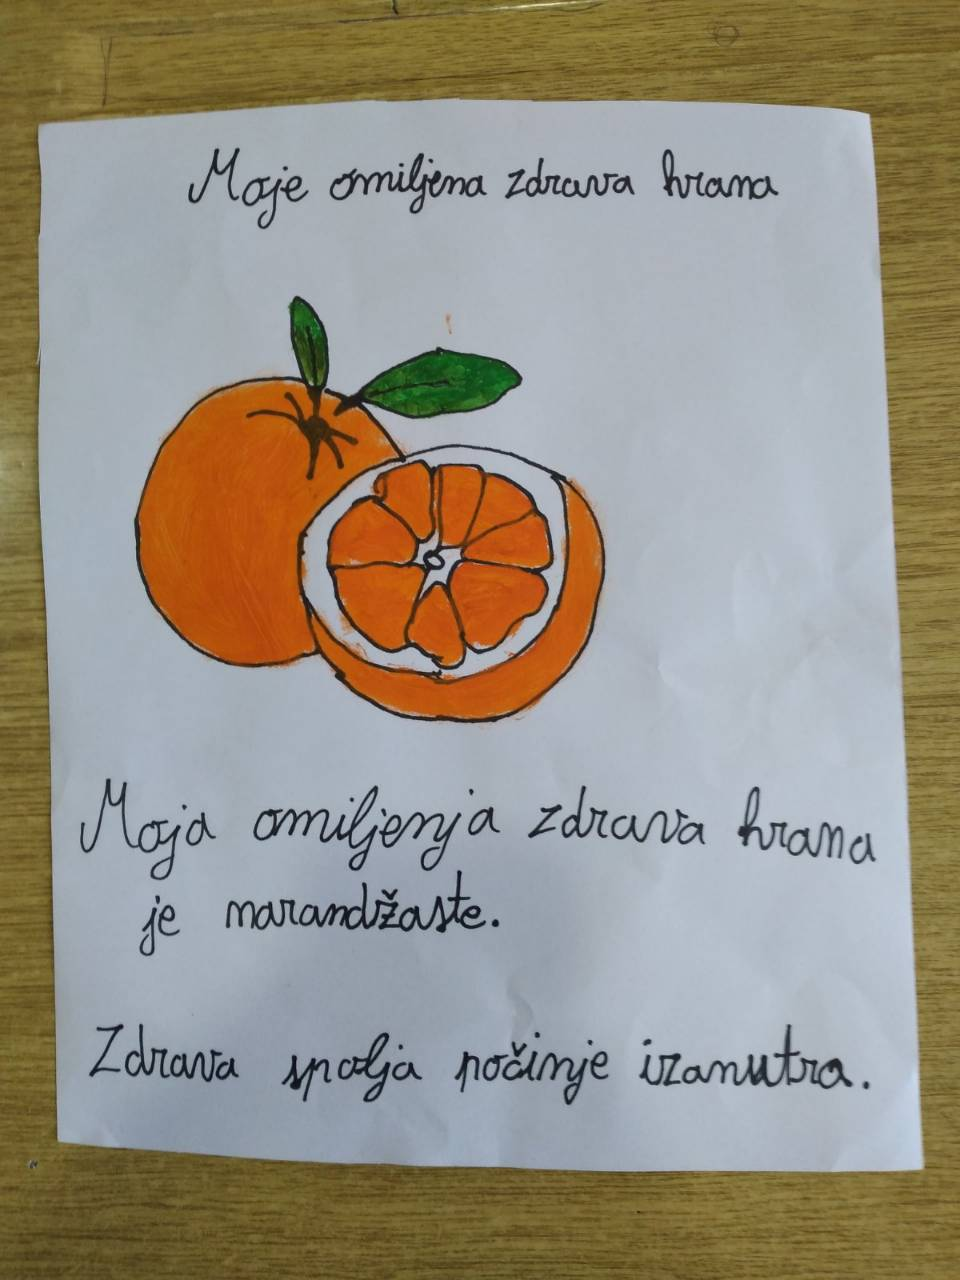 Moje omiljena zdrava hrana
Moja omiljenja zdrava hrana
je narandžaste.
Zdrava spolja počinje iznutra.